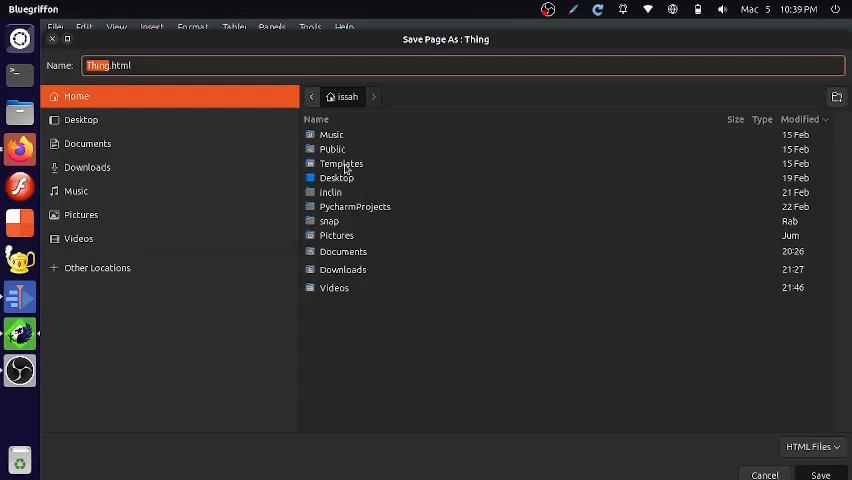 Bluegriffon Mac 5 10:39 PM
File Edit View Insert Format Table Panels Tools Help
Save Page As : Thing
Name: Thing.html
Home
Desktop
Documents
Downloads
Music
Pictures
Videos
+ Other Locations
issah
Name Size Type Modified
Music 15 Feb
Public 15 Feb
Templates 15 Feb
Desktop 19 Feb
inclin 21 Feb
PycharmProjects 22 Feb
snap Rab
Pictures Jum
Documents 20:26
Downloads 21:27
Videos 21:46
HTML Files
Cancel Save